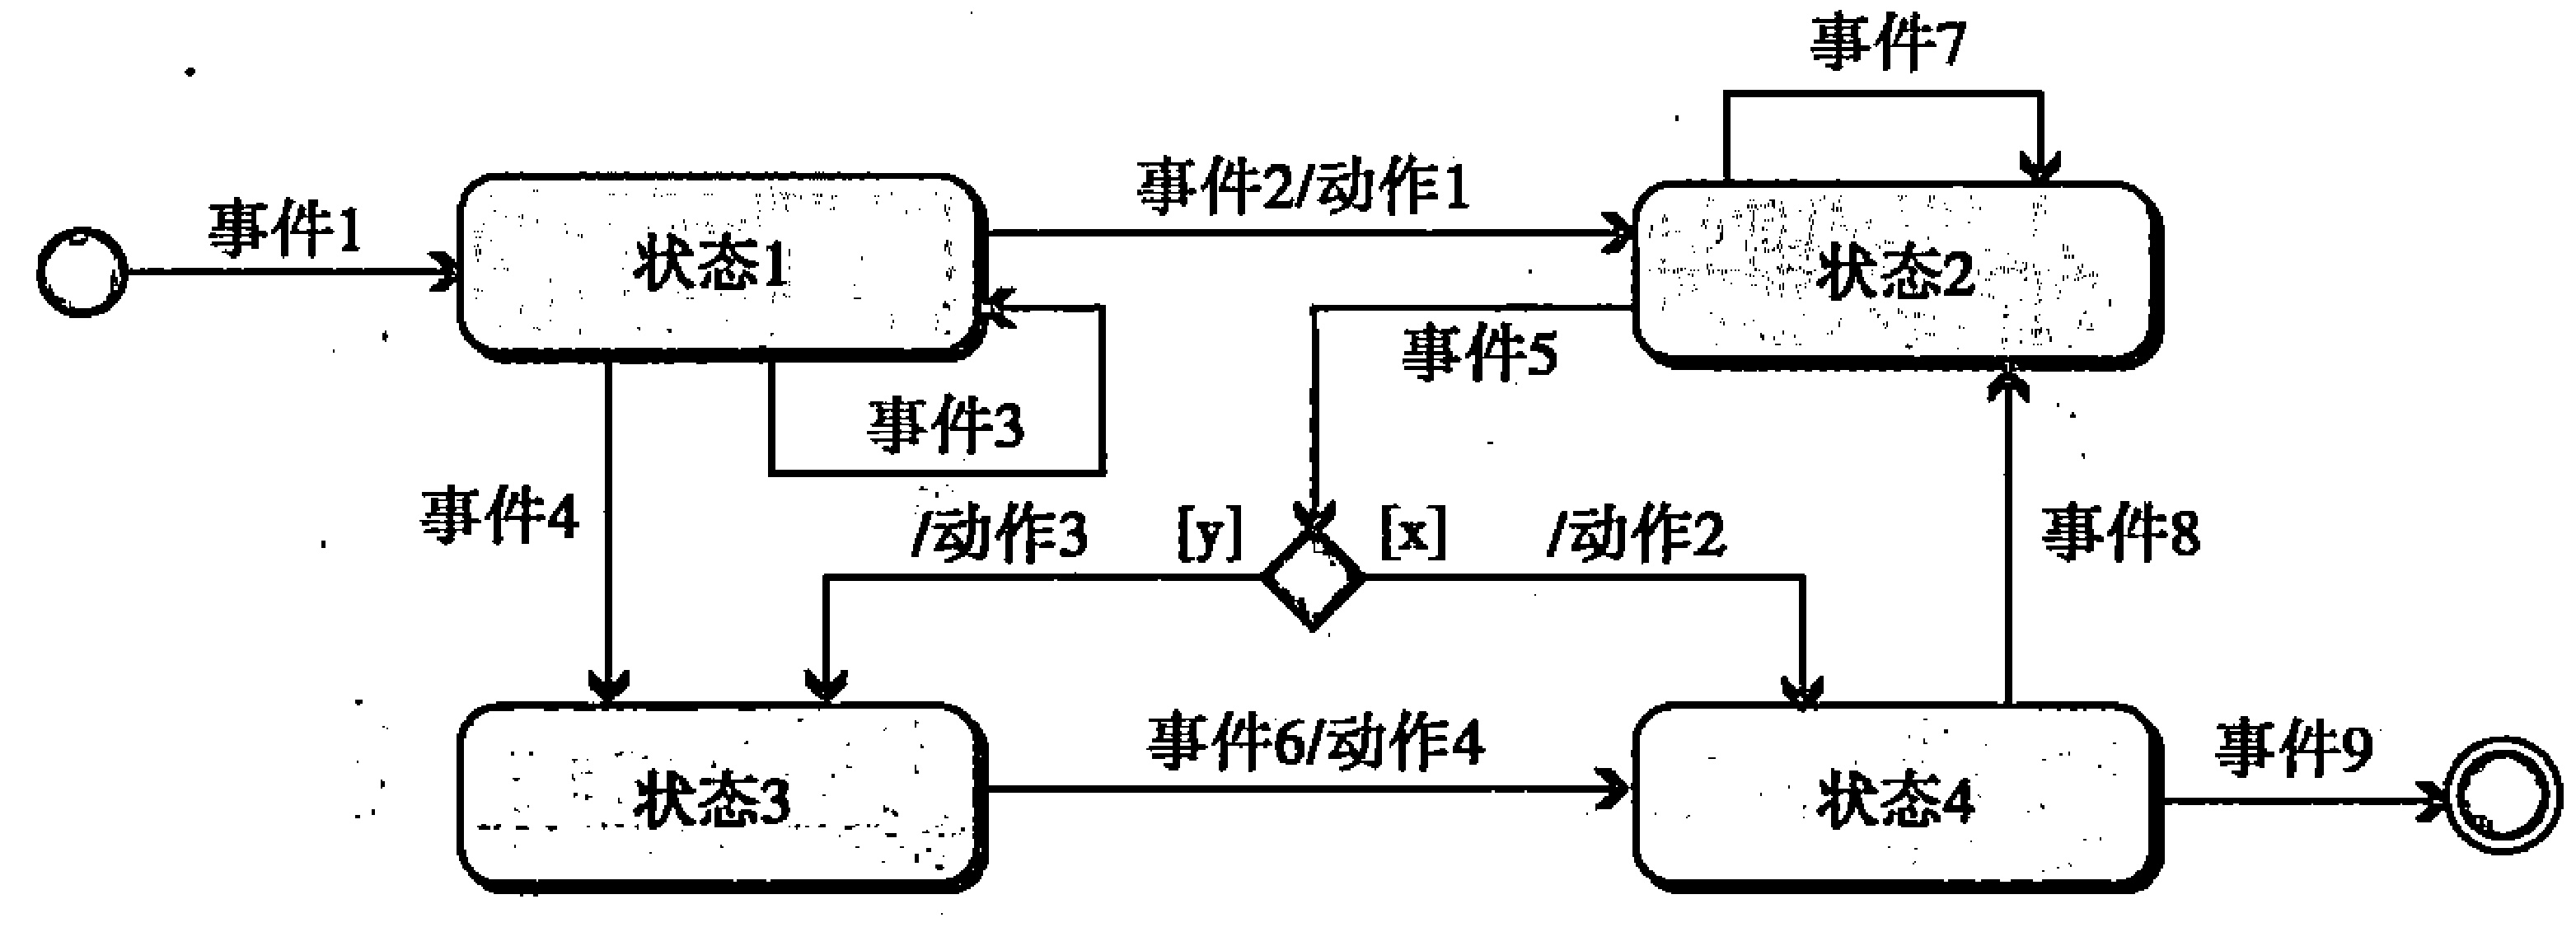 事件7
事件2/动作1
事件1
状态1
状态2
事件5
事件3
事件4
/动作3
[y]
[x]
/动作2
事件8
事件6/动作4
事件9
状态3
状态4